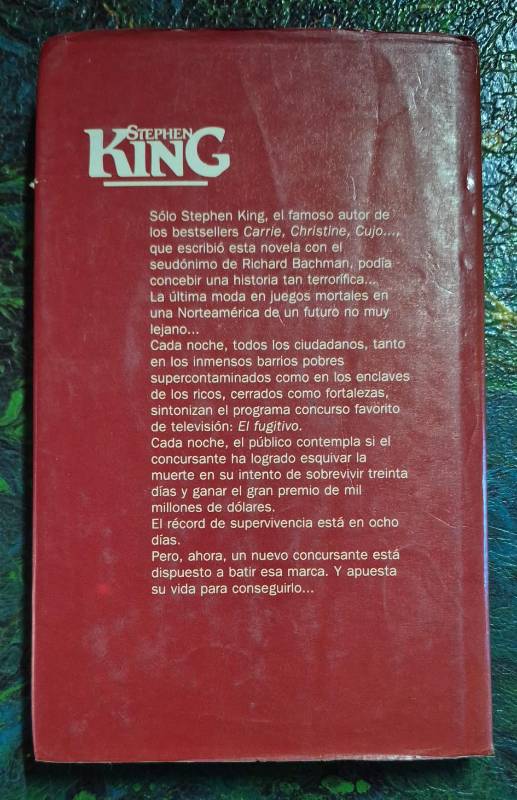 STEPHEN
KING
Sólo Stephen King, el famoso autor de
los bestsellers Carrie, Christine, Cujo...,
que escribió esta novela con el
seudónimo de Richard Bachman, podía
concebir una historia tan terrorífica...
La última moda en juegos mortales en
una Norteamérica de un futuro no muy
lejano...
Cada noche, todos los ciudadanos, tanto
en los inmensos barrios pobres
supercontaminados como en los enclaves
de los ricos, cerrados como fortalezas,
sintonizan el programa concurso favorito
de televisión: El fugitivo.
Cada noche, el público contempla si el
concursante ha logrado esquivar la
muerte en su intento de sobrevivir treinta
días y ganar el gran premio de mil
millones de dólares.
El récord de supervivencia está en ocho
días.
Pero, ahora, un nuevo concursante está
dispuesto a batir esa marca. Y apuesta
su vida para conseguirlo...